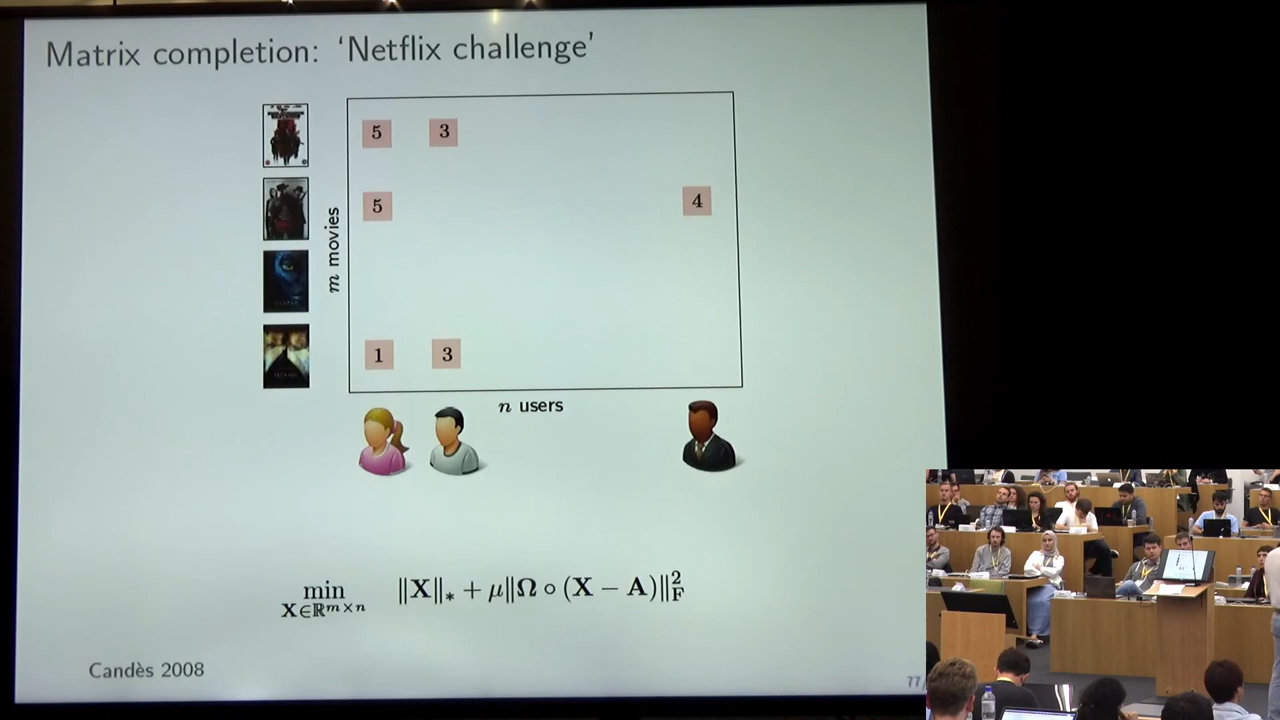 Matrix completion: ‘Netflix challenge’
5 3
5 4
m movies
1 3
n users
min ‖X‖∗ + μ‖Ω ∘ (X − A)‖²_F
X∈ℝ^{m×n}
Candès 2008